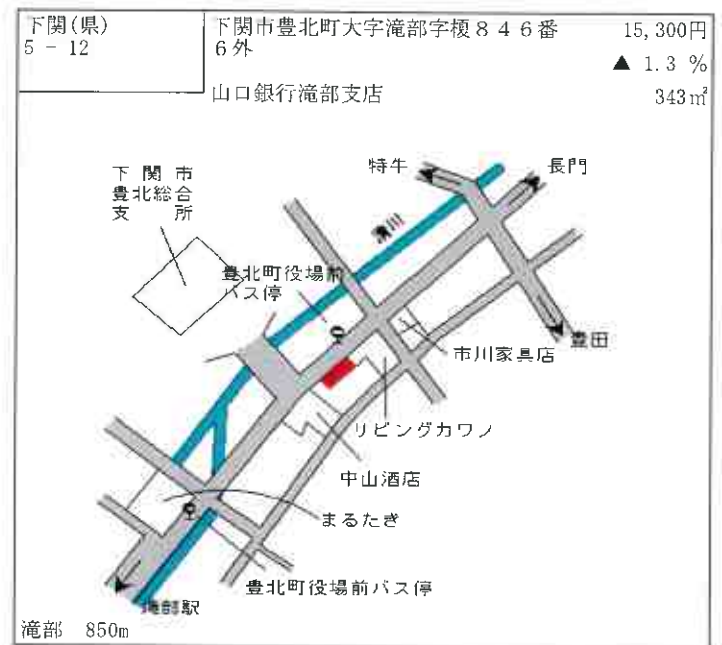 下関(県)
5 - 12
下関市豊北町大字滝部字榎８４６番
６外
山口銀行滝部支店
15,300円
▲ 1.3 %
343㎡
特牛
長門
下関市
豊北総合
支所
豊北町役場前
バス停
豊田
市川家具店
リビングカワノ
中山酒店
まるたき
豊北町役場前バス停
滝部駅
滝部 850m